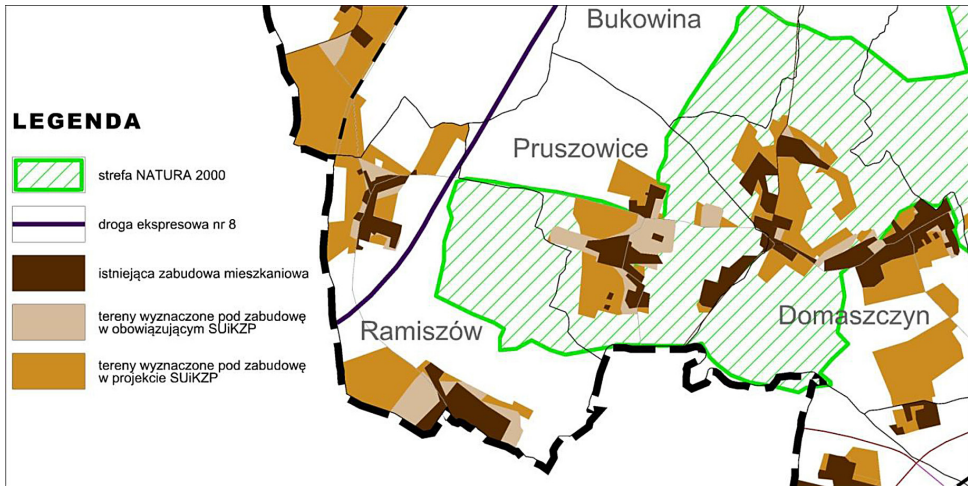 LEGENDA
strefa NATURA 2000
droga ekspresowa nr 8
istniejąca zabudowa mieszkaniowa
tereny wyznaczone pod zabudowę
w obowiązującym SUiKZP
tereny wyznaczone pod zabudowę
w projekcie SUiKZP
Bukowina
Pruszowice
Ramiszów
Domaszczyn